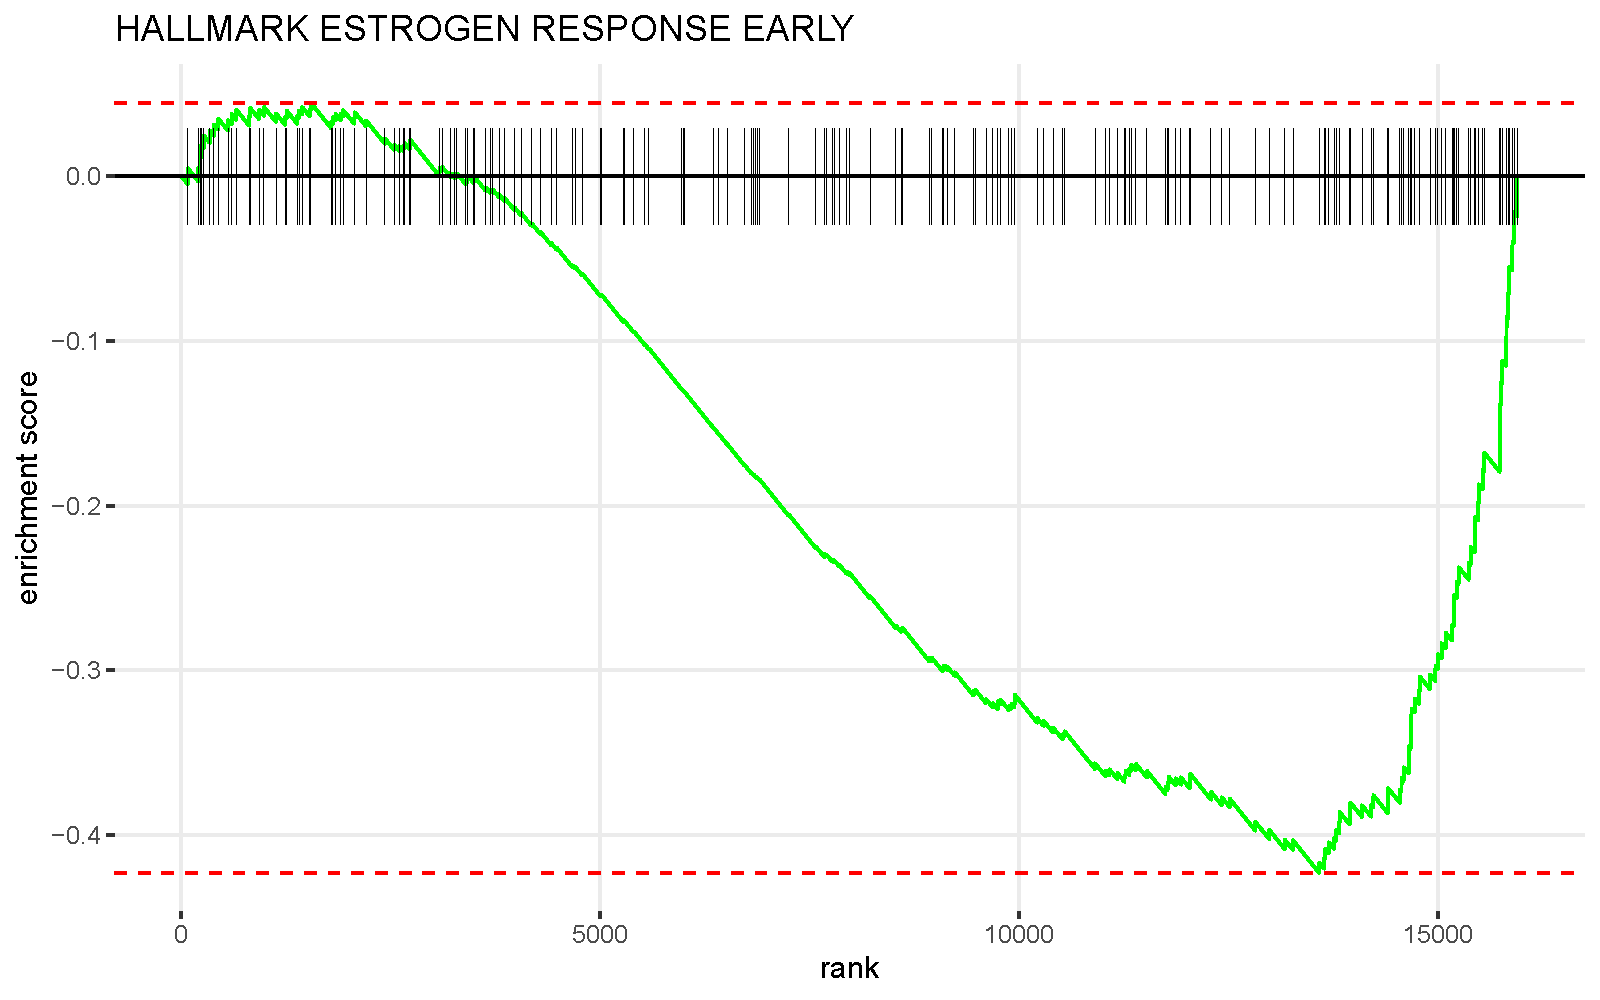 HALLMARK ESTROGEN RESPONSE EARLY
enrichment score
0.0
−0.1
−0.2
−0.3
−0.4
0 5000 10000 15000
rank